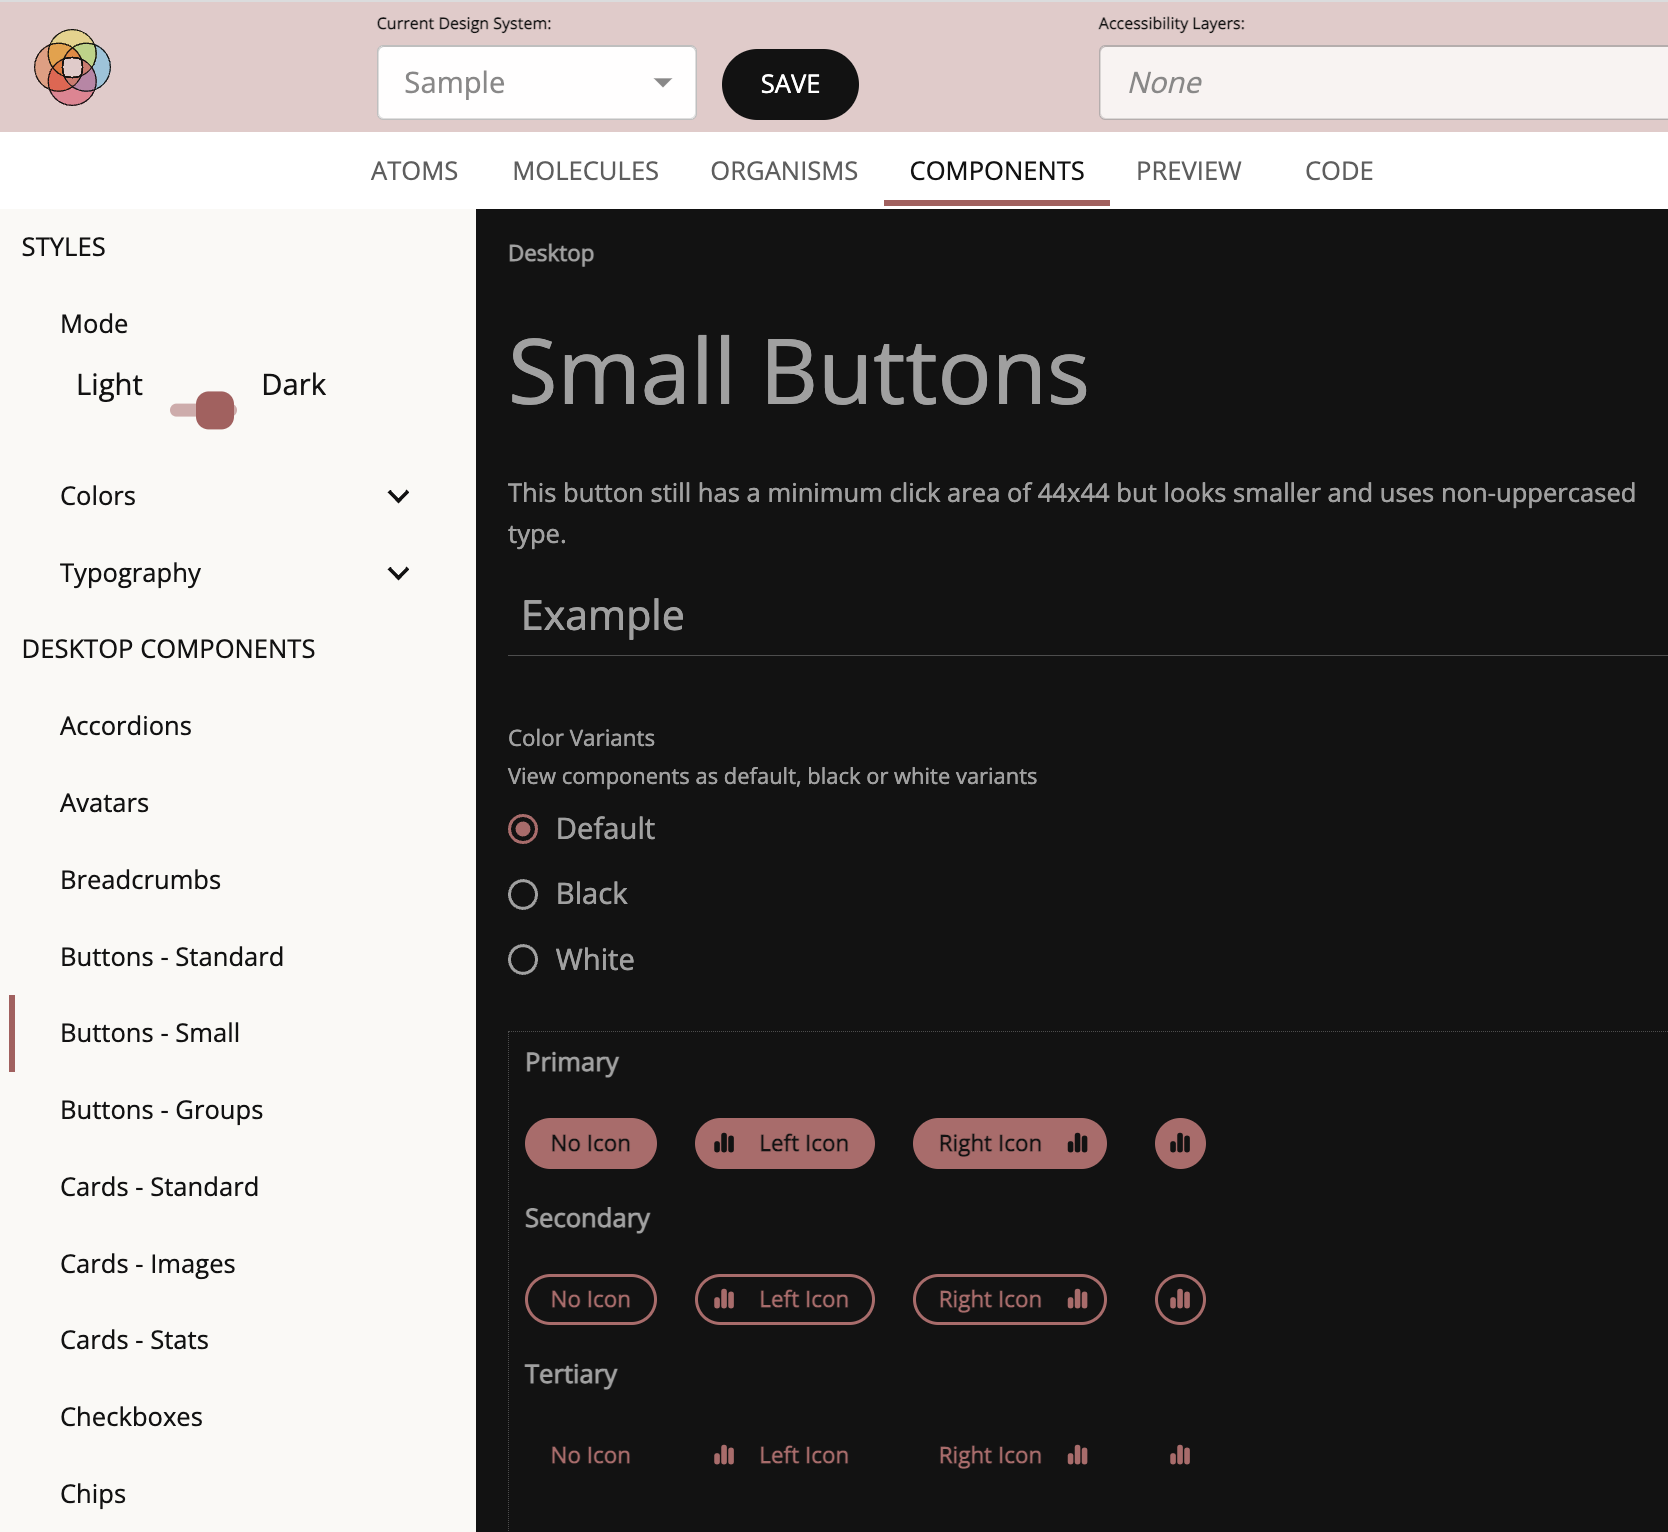 Current Design System:
Accessibility Layers:
Sample
SAVE
None
ATOMS
MOLECULES
ORGANISMS
COMPONENTS
PREVIEW
CODE
STYLES
Mode
Light
Dark
Colors
Typography
DESKTOP COMPONENTS
Accordions
Avatars
Breadcrumbs
Buttons - Standard
Buttons - Small
Buttons - Groups
Cards - Standard
Cards - Images
Cards - Stats
Checkboxes
Chips
Desktop
Small Buttons
This button still has a minimum click area of 44x44 but looks smaller and uses non-uppercased
type.
Example
Color Variants
View components as default, black or white variants
Default
Black
White
Primary
No Icon
Left Icon
Right Icon
Secondary
No Icon
Left Icon
Right Icon
Tertiary
No Icon
Left Icon
Right Icon